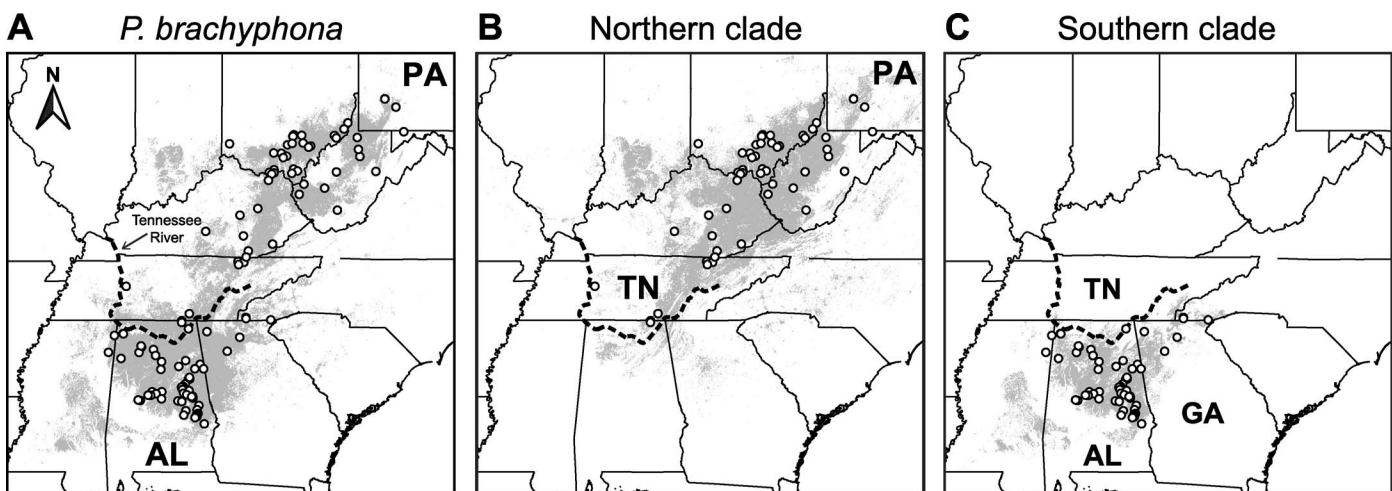 A P. brachyphona
B Northern clade
C Southern clade
N
PA
Tennessee
River
AL
PA
TN
TN
GA
AL